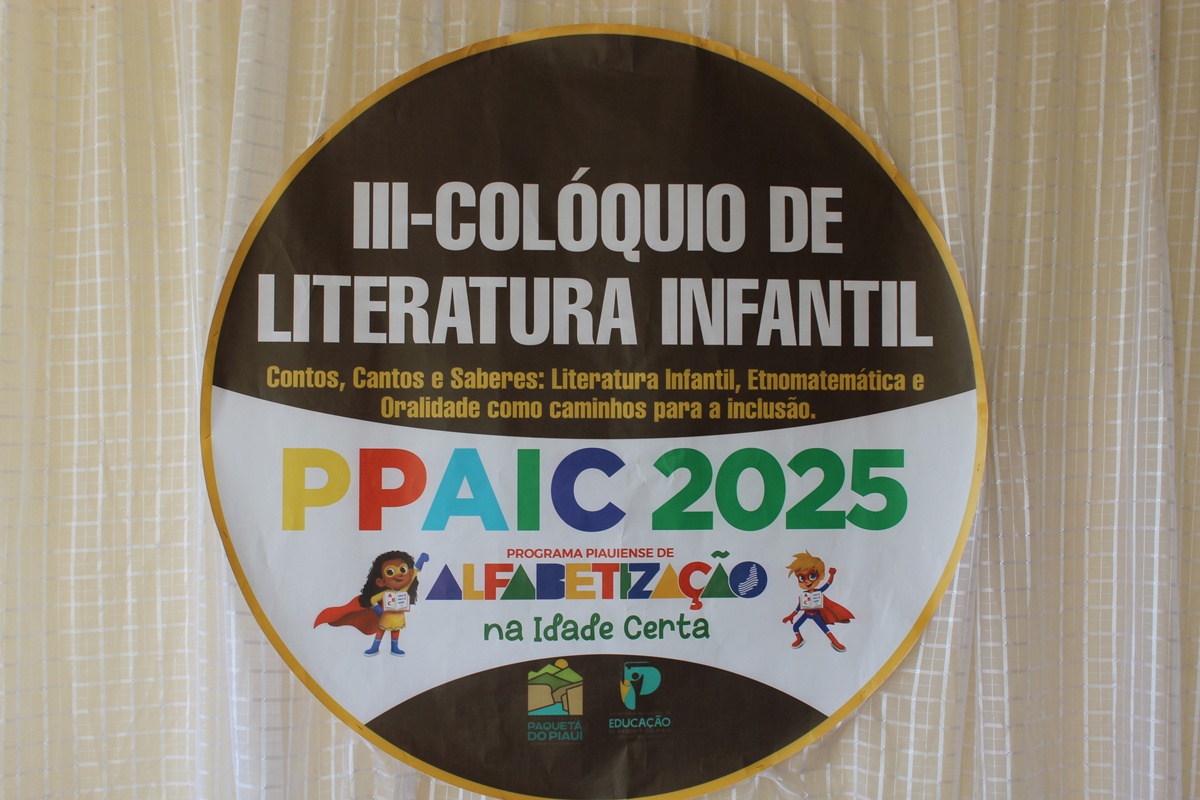 III-COLÓQUIO DE
LITERATURA INFANTIL
Contos, Cantos e Saberes: Literatura Infantil, Etnomatemática e
Oralidade como caminhos para a inclusão.
PPAIC 2025
PROGRAMA PIAUIENSE DE
ALFABETIZAÇÃO
na Idade Certa
PAQUETÁ
DO PIAUÍ
EDUCAÇÃO